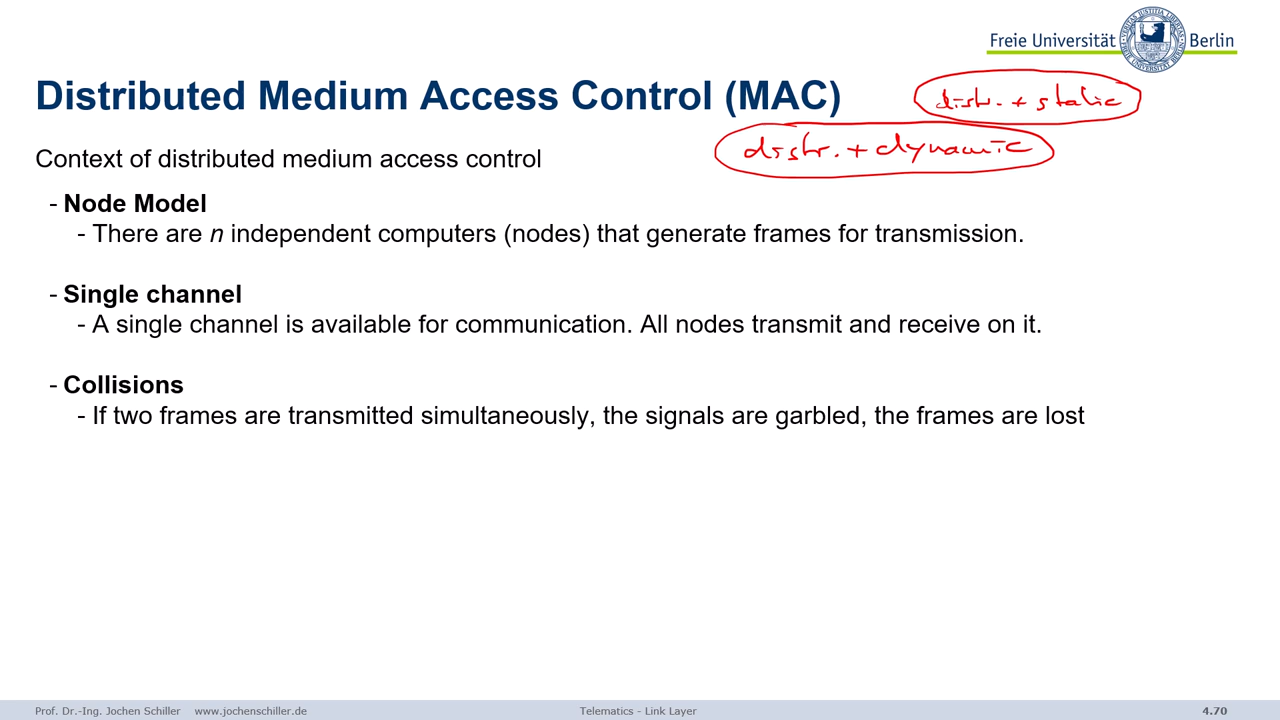 Freie Universität Berlin
Distributed Medium Access Control (MAC)
distr. + static
distr. + dynamic
Context of distributed medium access control
- Node Model
- There are n independent computers (nodes) that generate frames for transmission.
- Single channel
- A single channel is available for communication. All nodes transmit and receive on it.
- Collisions
- If two frames are transmitted simultaneously, the signals are garbled, the frames are lost
Prof. Dr.-Ing. Jochen Schiller www.jochenschiller.de Telematics - Link Layer 4.70